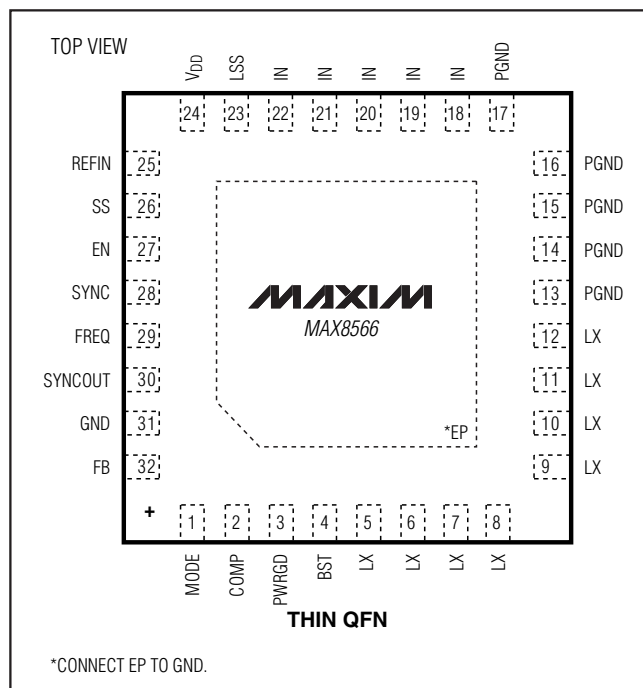 TOP VIEW
VDD
LSS
IN
IN
IN
IN
IN
PGND
24
23
22
21
20
19
18
17
REFIN 25
SS 26
EN 27
SYNC 28
FREQ 29
SYNCOUT 30
GND 31
FB 32
16 PGND
15 PGND
14 PGND
13 PGND
12 LX
11 LX
10 LX
9 LX
MAXIM
MAX8566
*EP
+
1
2
3
4
5
6
7
8
MODE
COMP
PWRGD
BST
LX
LX
LX
LX
THIN QFN
*CONNECT EP TO GND.